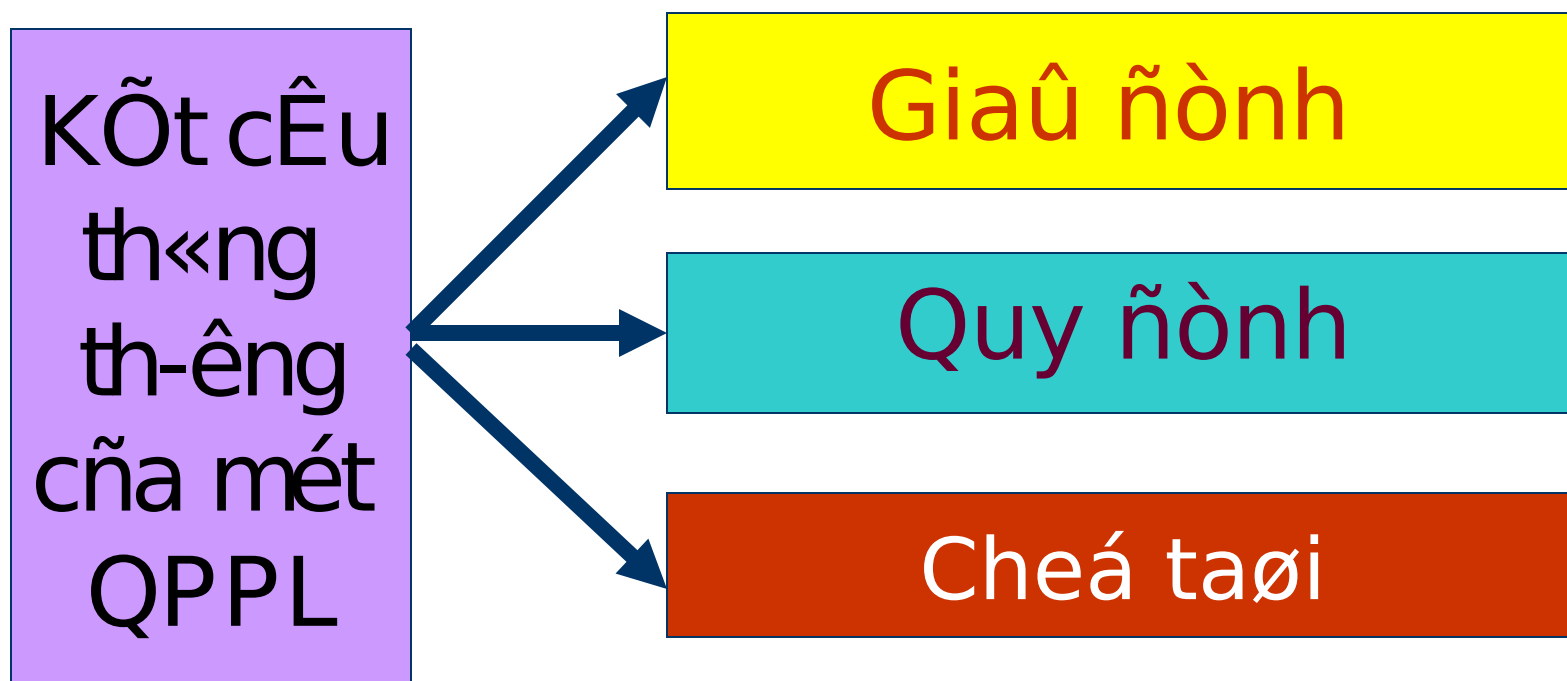 KÕt cÊu
th«ng
th-êng
cña mét
QPPL
Giaû ñònh
Quy ñònh
Cheá taøi